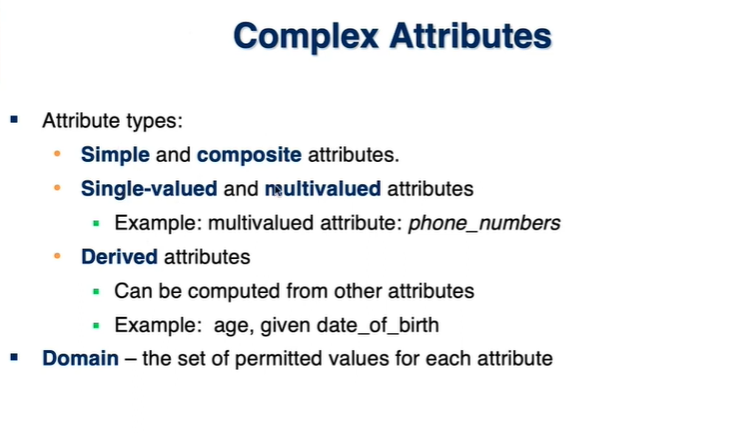 Complex Attributes
Attribute types:
Simple and composite attributes.
Single-valued and multivalued attributes
Example: multivalued attribute: phone_numbers
Derived attributes
Can be computed from other attributes
Example: age, given date_of_birth
Domain – the set of permitted values for each attribute